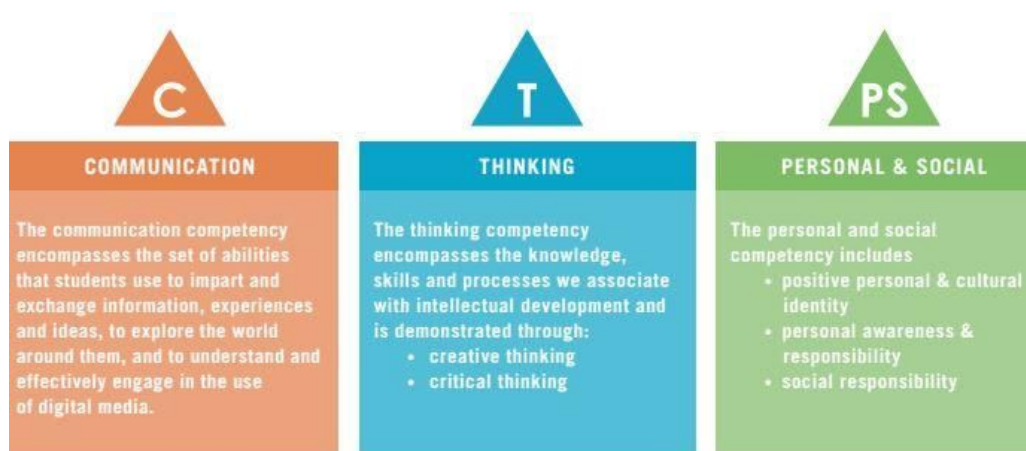 C
COMMUNICATION
The communication competency
encompasses the set of abilities
that students use to impart and
exchange information, experiences
and ideas, to explore the world
around them, and to understand and
effectively engage in the use
of digital media.
T
THINKING
The thinking competency
encompasses the knowledge,
skills and processes we associate
with intellectual development and
is demonstrated through:
• creative thinking
• critical thinking
PS
PERSONAL & SOCIAL
The personal and social
competency includes
• positive personal & cultural
identity
• personal awareness &
responsibility
• social responsibility